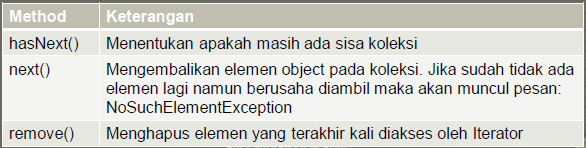 Method Keterangan
hasNext() Menentukan apakah masih ada sisa koleksi
next() Mengembalikan elemen object pada koleksi. Jika sudah tidak ada
elemen lagi namun berusaha diambil maka akan muncul pesan:
NoSuchElementException
remove() Menghapus elemen yang terakhir kali diakses oleh Iterator